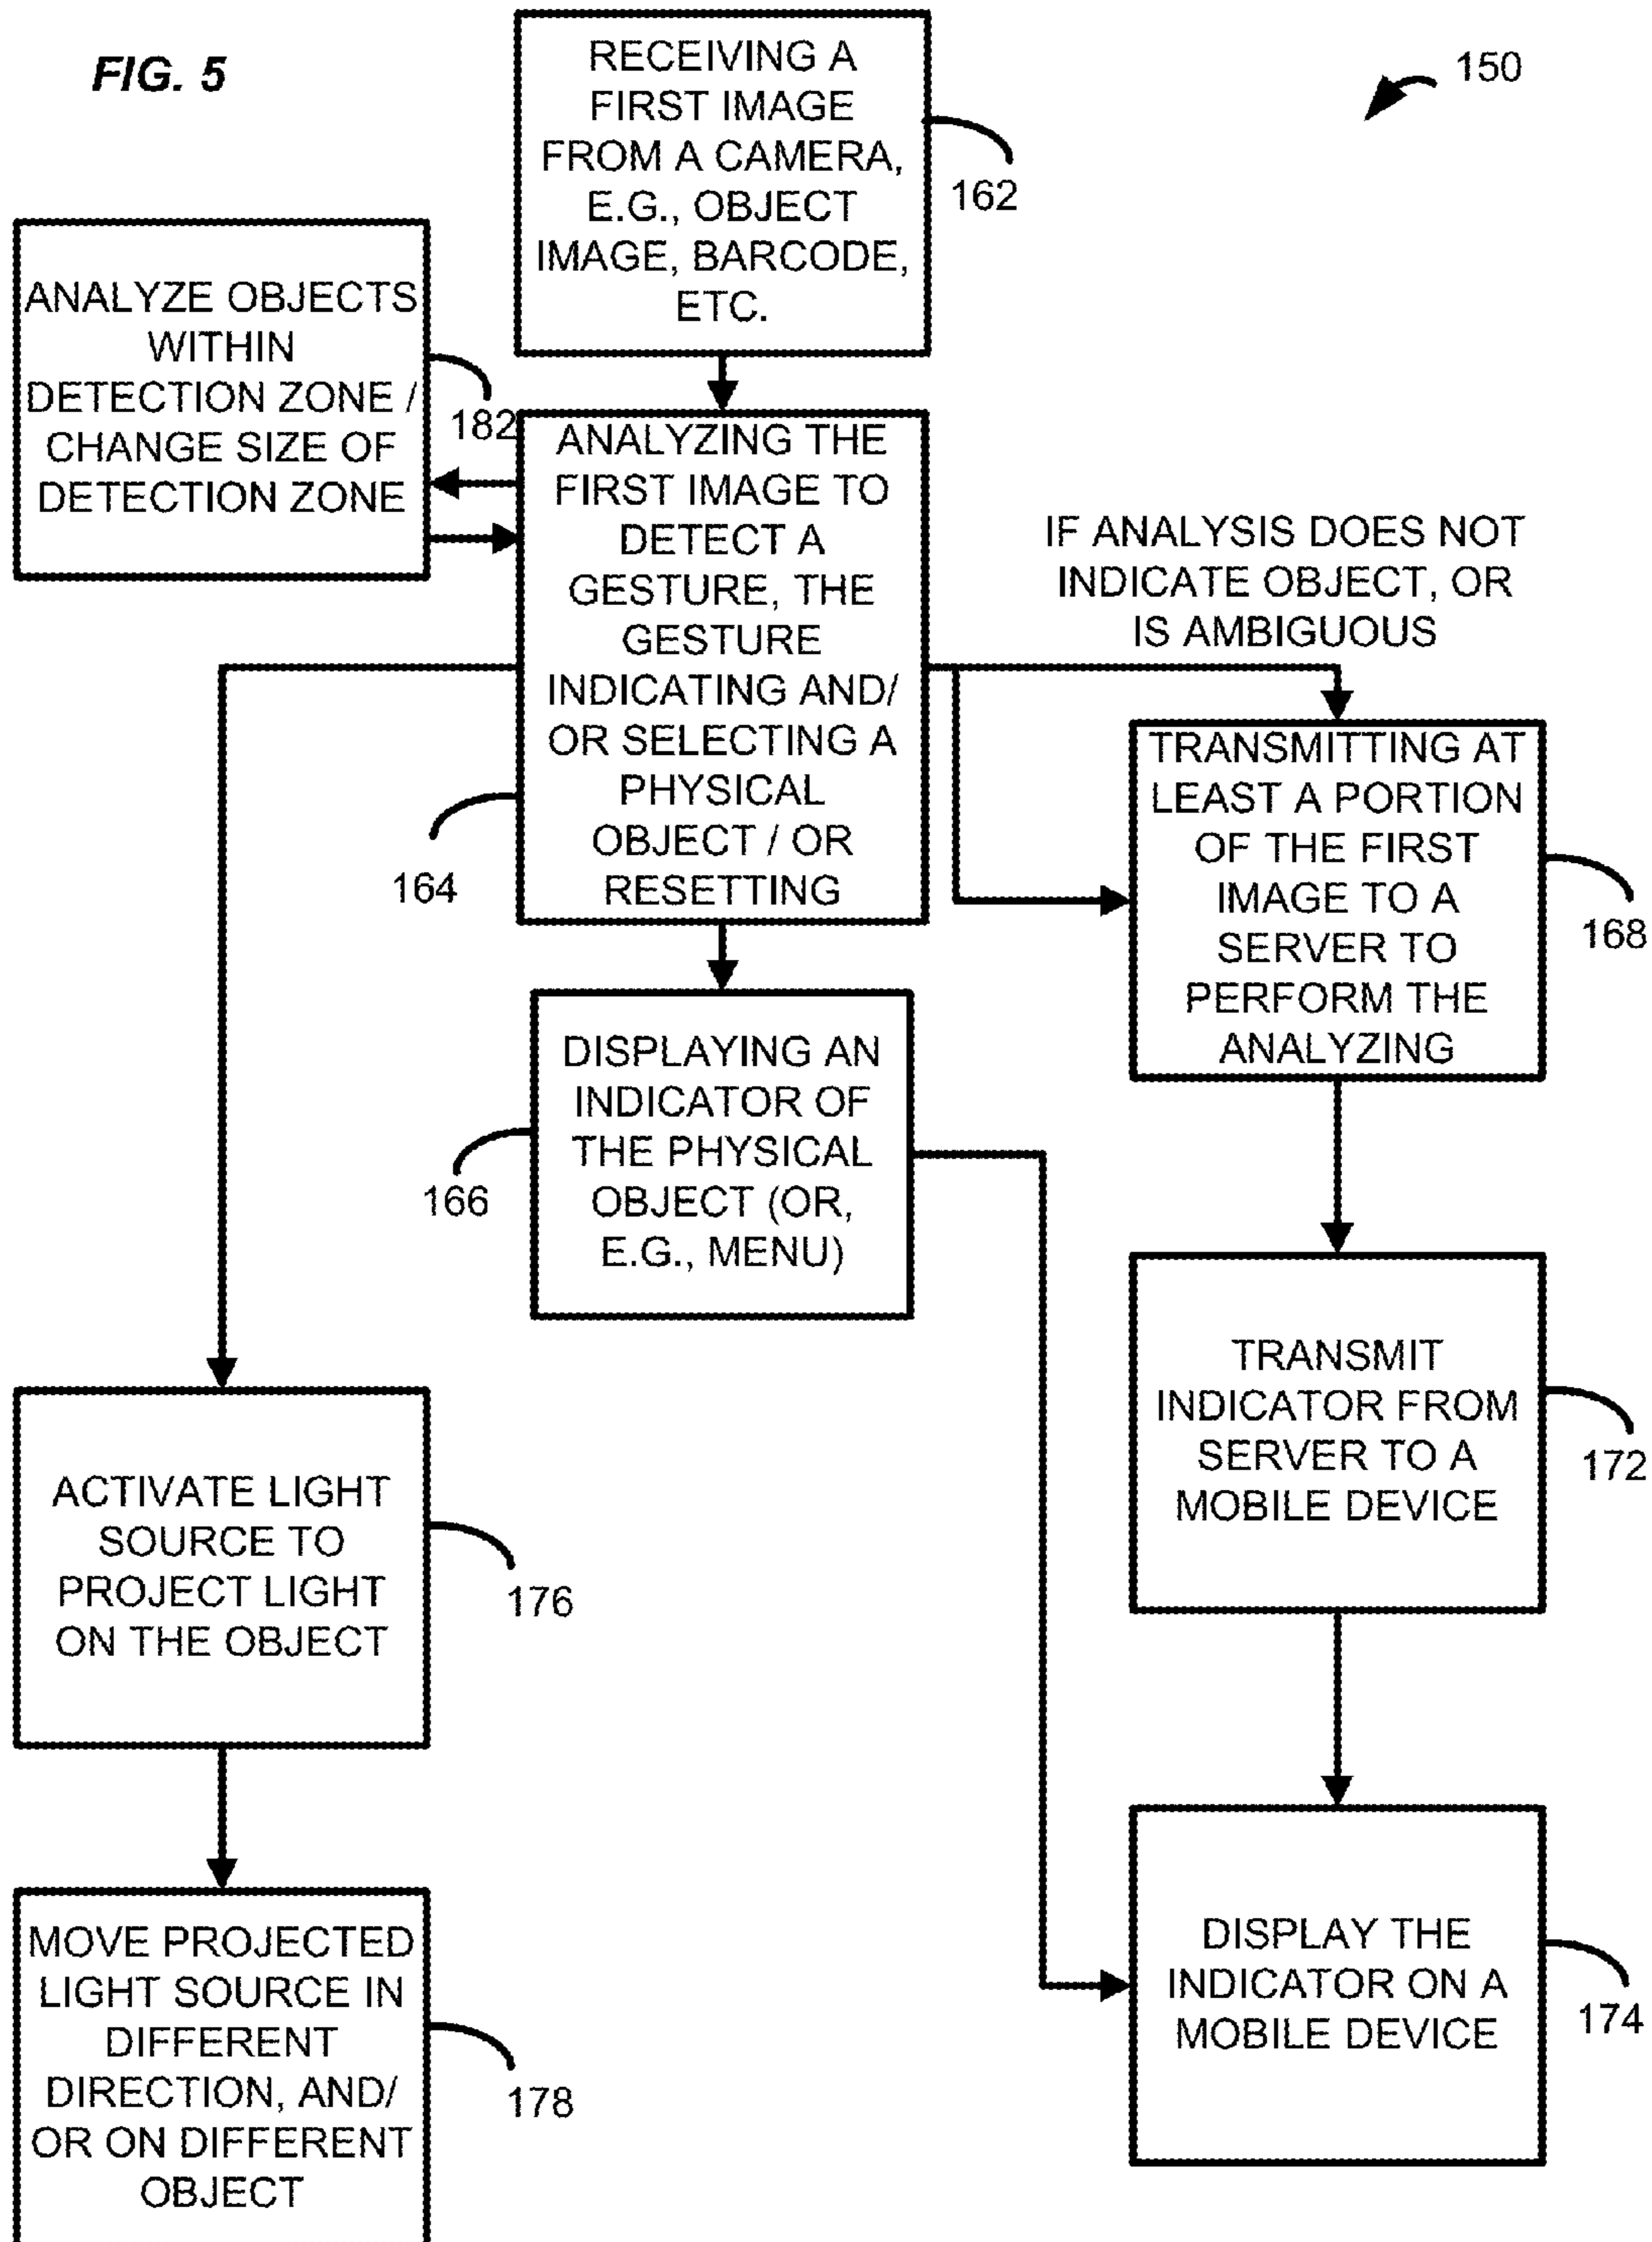 FIG. 5
150
RECEIVING A
FIRST IMAGE
FROM A CAMERA,
E.G., OBJECT
IMAGE, BARCODE,
ETC.
162
ANALYZE OBJECTS
WITHIN
DETECTION ZONE /
CHANGE SIZE OF
DETECTION ZONE
182
ANALYZING THE
FIRST IMAGE TO
DETECT A
GESTURE, THE
GESTURE
INDICATING AND/
OR SELECTING A
PHYSICAL
OBJECT / OR
RESETTING
164
IF ANALYSIS DOES NOT
INDICATE OBJECT, OR
IS AMBIGUOUS
TRANSMITTING AT
LEAST A PORTION
OF THE FIRST
IMAGE TO A
SERVER TO
PERFORM THE
ANALYZING
168
DISPLAYING AN
INDICATOR OF
THE PHYSICAL
OBJECT (OR,
E.G., MENU)
166
TRANSMIT
INDICATOR FROM
SERVER TO A
MOBILE DEVICE
172
ACTIVATE LIGHT
SOURCE TO
PROJECT LIGHT
ON THE OBJECT
176
DISPLAY THE
INDICATOR ON A
MOBILE DEVICE
174
MOVE PROJECTED
LIGHT SOURCE IN
DIFFERENT
DIRECTION, AND/
OR ON DIFFERENT
OBJECT
178